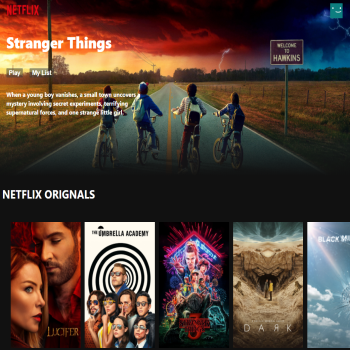 NETFLIX
WELCOME TO
HAWKINS
Stranger Things
Play My List
When a young boy vanishes, a small town uncovers a
mystery involving secret experiments, terrifying
supernatural forces, and one strange little girl.
NETFLIX ORIGNALS
THE UMBRELLA ACADEMY
BLACK M
LUCIFER
STRANGER THINGS
3
DARK